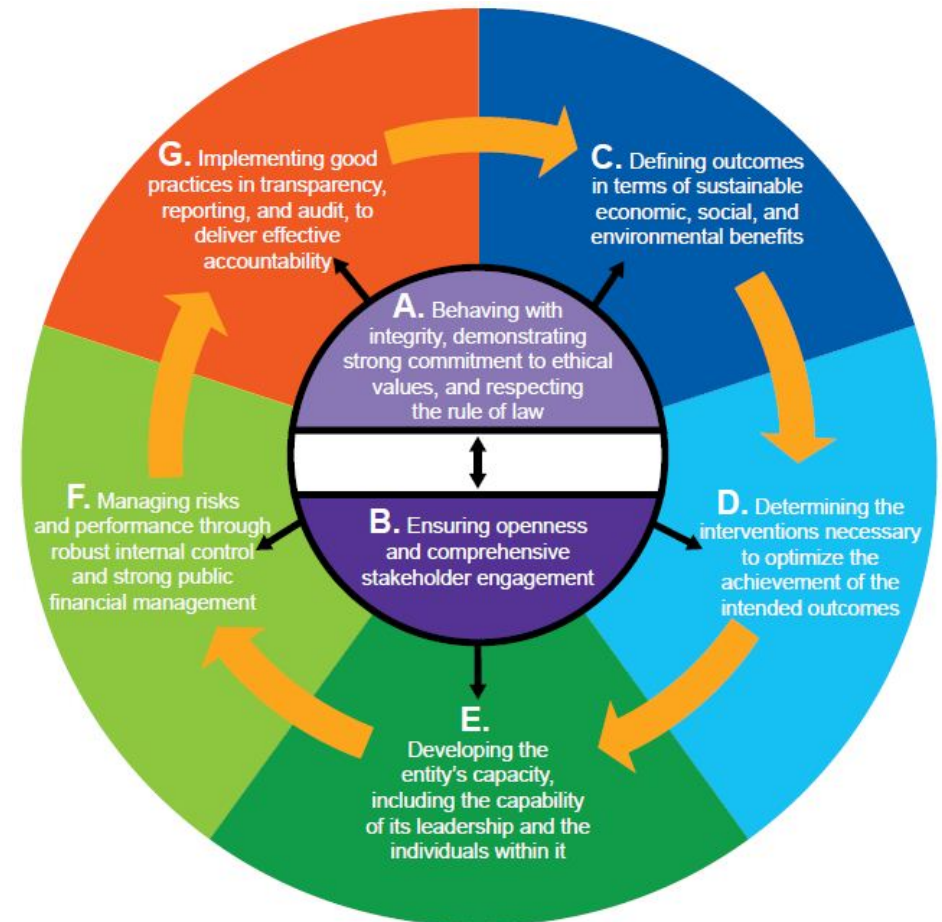 G. Implementing good
practices in transparency,
reporting, and audit, to
deliver effective
accountability
C. Defining outcomes
in terms of sustainable
economic, social, and
environmental benefits
A. Behaving with
integrity, demonstrating
strong commitment to ethical
values, and respecting
the rule of law
F. Managing risks
and performance through
robust internal control
and strong public
financial management
B. Ensuring openness
and comprehensive
stakeholder engagement
D. Determining the
interventions necessary
to optimize the
achievement of the
intended outcomes
E.
Developing the
entity's capacity,
including the capability
of its leadership and the
individuals within it